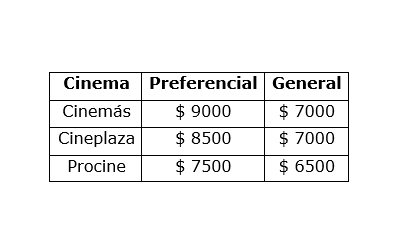 Cinema Preferencial General
Cinemás $ 9000 $ 7000
Cineplaza $ 8500 $ 7000
Procine $ 7500 $ 6500